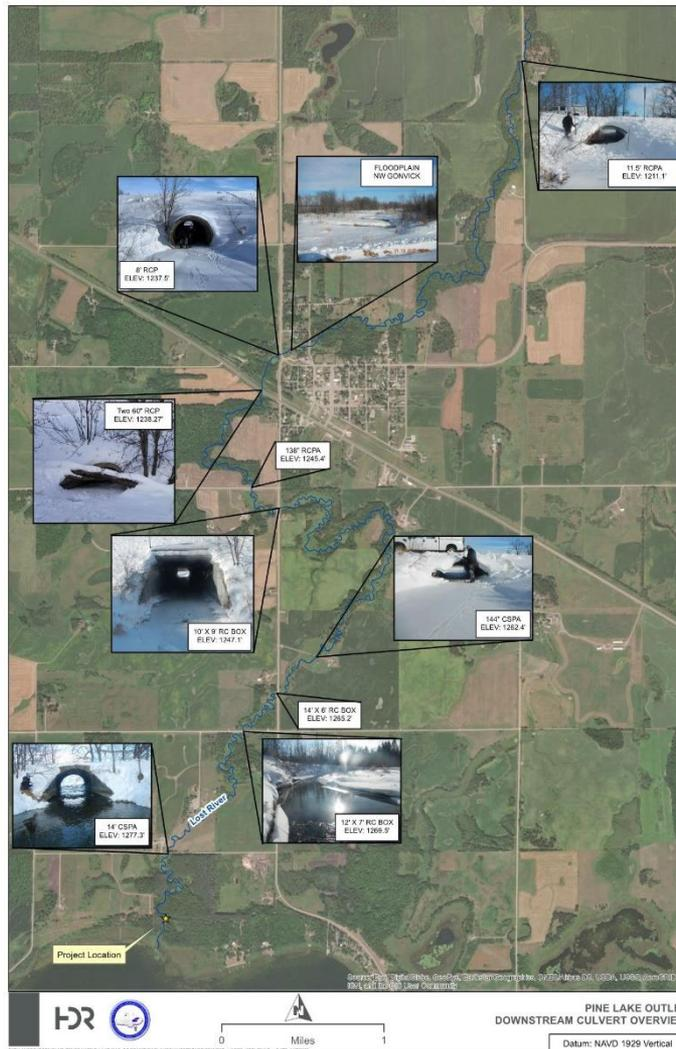 11.5' RCPA
ELEV: 1211.1'
FLOODPLAIN
NW GONVICK
8' RCP
ELEV: 1237.5'
Two 60" RCP
ELEV: 1238.27'
138" RCPA
ELEV: 1245.4'
10' X 9' RC BOX
ELEV: 1247.1'
144" CSPA
ELEV: 1262.4'
14' X 6' RC BOX
ELEV: 1265.2'
12' X 7' RC BOX
ELEV: 1269.5'
14' CSPA
ELEV: 1277.3'
Lost River
Project Location
HDR
N
0 Miles 1
PINE LAKE OUTLE
DOWNSTREAM CULVERT OVERVIE
Datum: NAVD 1929 Vertical